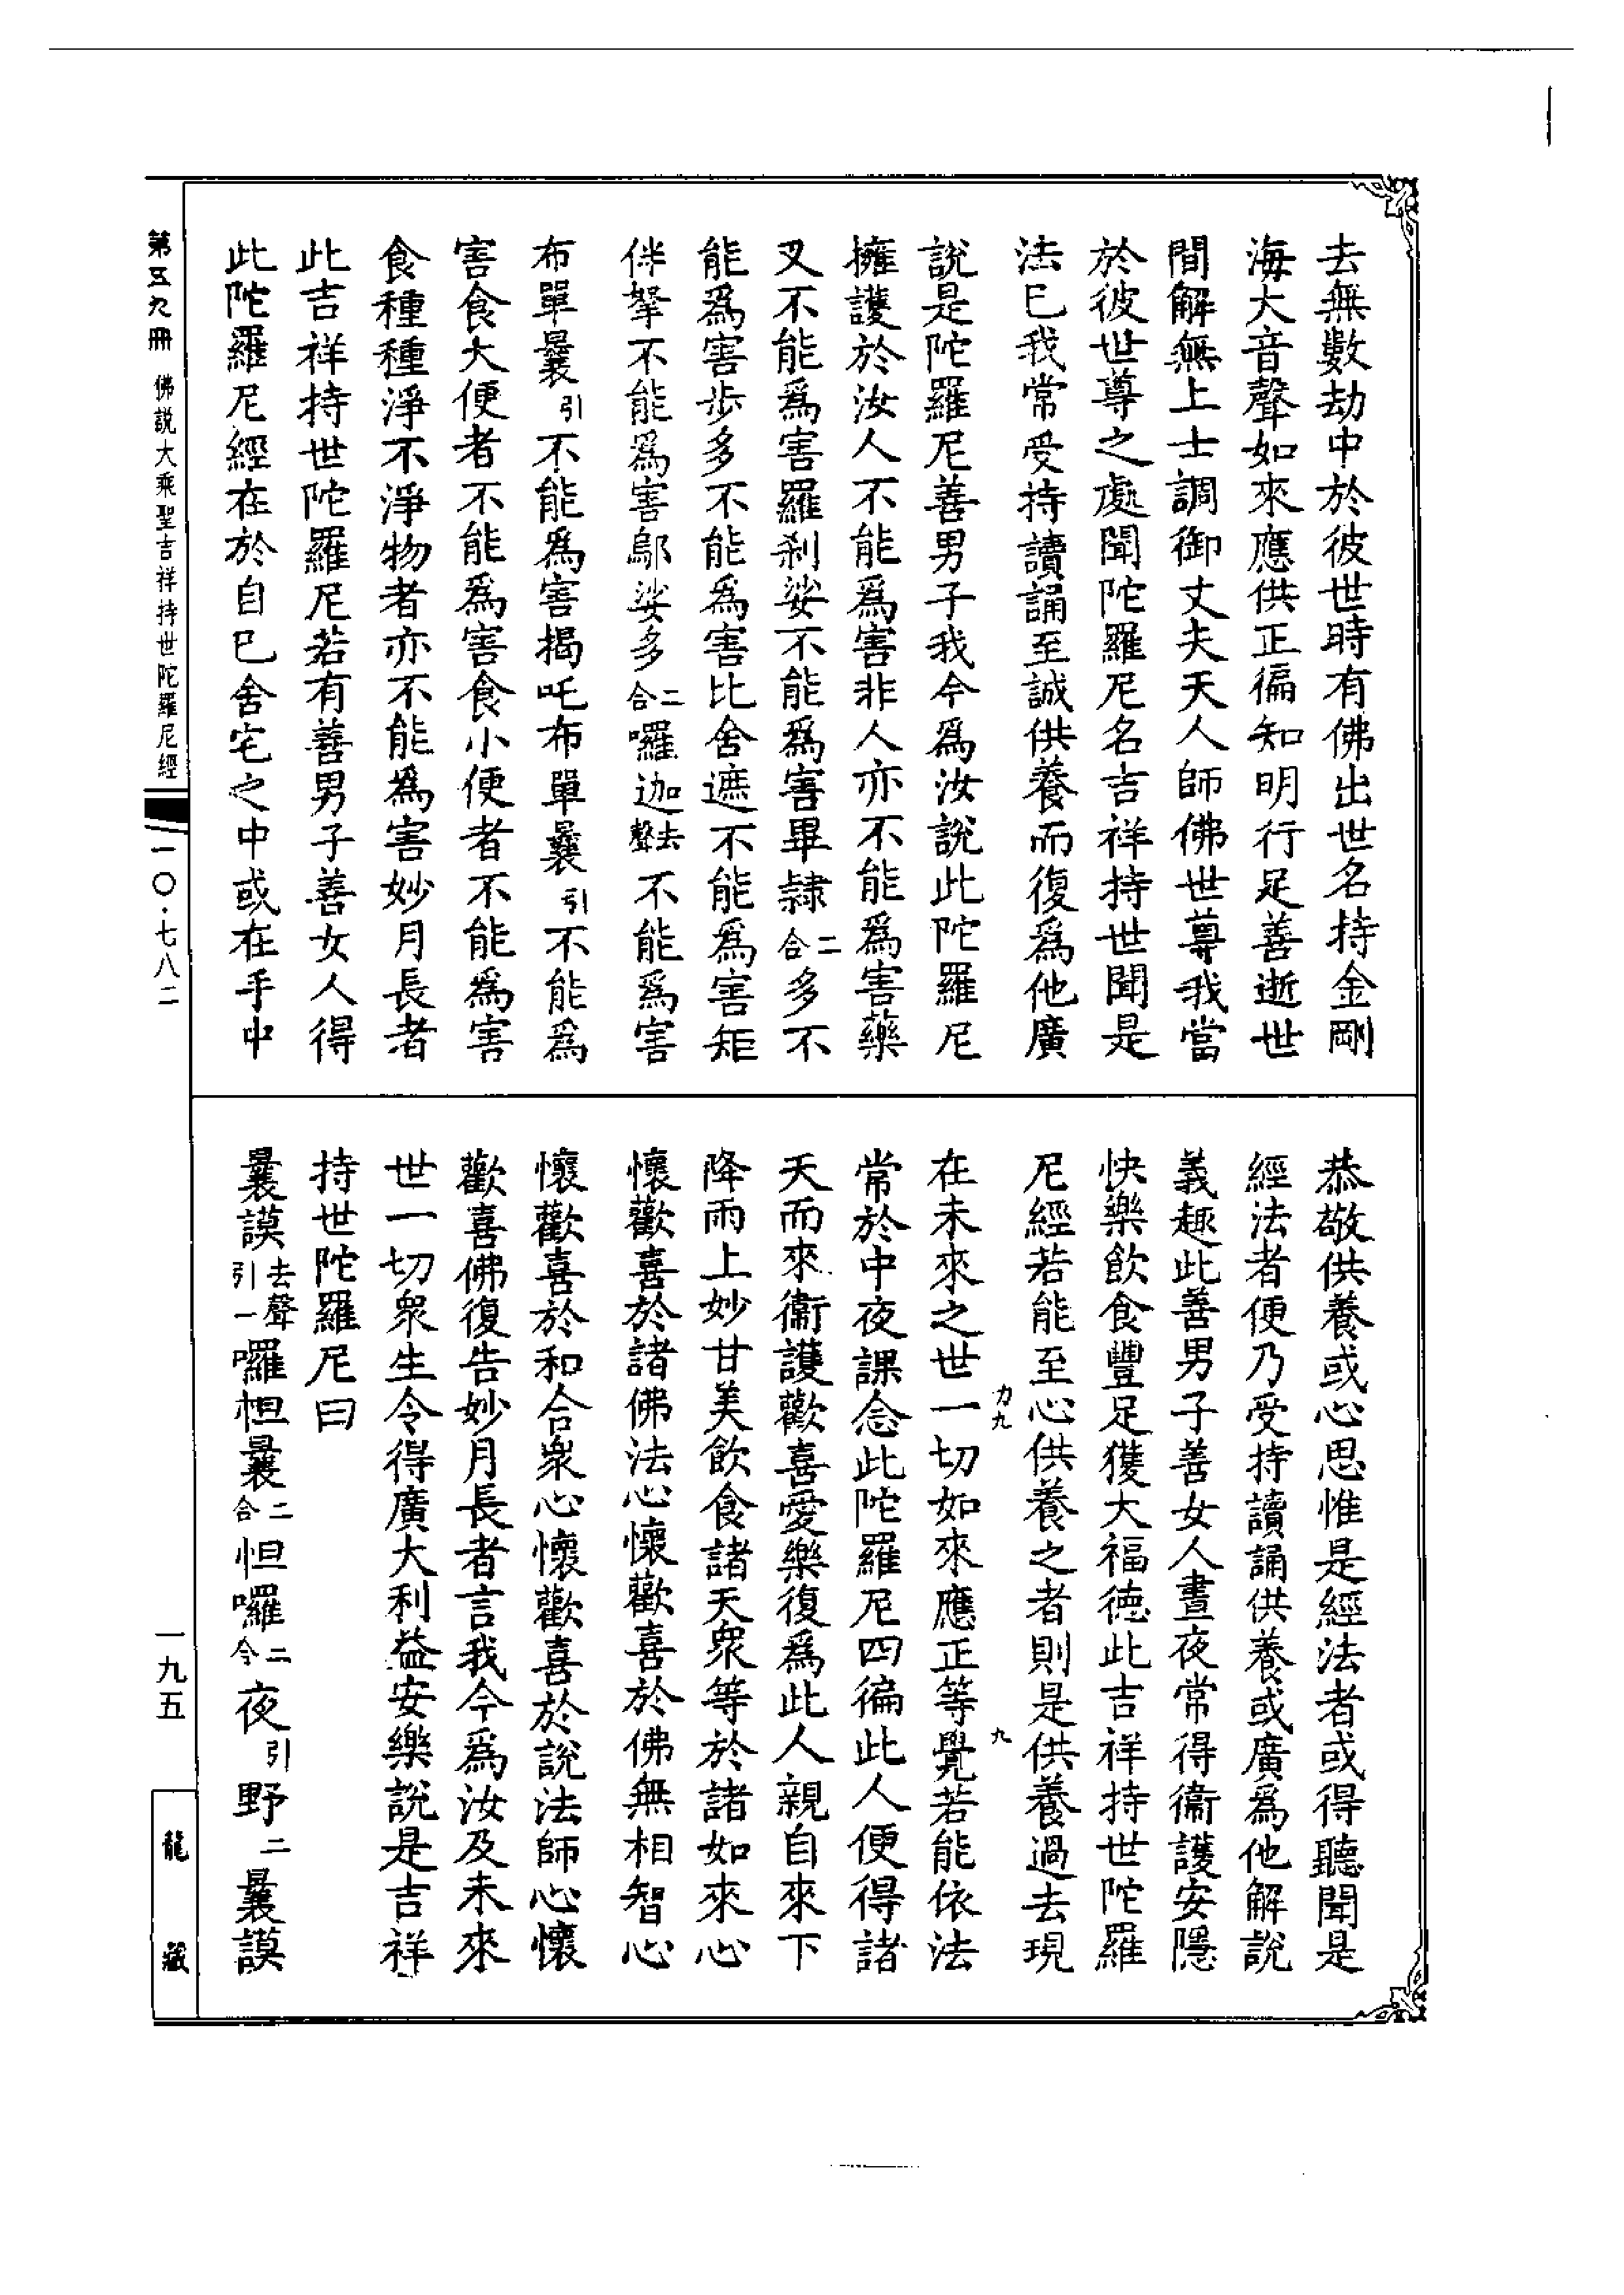 去無數劫中於彼世時有佛出世名持金剛
海大音聲如來應供正徧知明行足善逝世
間解無上士調御丈夫天人師佛世尊我當
於彼世尊之處聞陀羅尼名吉祥持世聞是
法已我常受持讀誦至誠供養而復為他廣
說是陀羅尼善男子我今為汝說此陀羅尼
擁護於汝人不能為害非人亦不能為害藥
叉不能為害羅剎娑不能為害畢隸二合多不
能為害步多不能為害比舍遮不能為害矩
伴拏不能為害鄔娑多二合囉迦去聲不能為害
布單曩引不能為害揭吒布單曩引不能為
害食大便者不能為害食小便者不能為害
食種種淨不淨物者亦不能為害妙月長者
此吉祥持世陀羅尼若有善男子善女人得
此陀羅尼經在於自巳舍宅之中或在手中
恭敬供養或心思惟是經法者或得聽聞是
經法者便乃受持讀誦供養或廣為他解說
義趣此善男子善女人晝夜常得衞護安隱
快樂飲食豐足獲大福德此吉祥持世陀羅
尼經若能至心供養之者則是供養過去現
力九 九
在未來之世一切如來應正等覺若能依法
常於中夜課念此陀羅尼四徧此人便得諸
天而來衞護歡喜愛樂復為此人親自來下
降雨上妙甘美飲食諸天眾等於諸如來心
懷歡喜於諸佛法心懷歡喜於佛無相智心
懷歡喜於和合眾心懷歡喜於說法師心懷
歡喜佛復告妙月長者言我今為汝及未來
世一切眾生令得廣大利益安樂說是吉祥
持世陀羅尼曰
曩謨去聲引一囉怛曩二合怛囉二合夜引野二曩謨
第五九冊 佛說大乘聖吉祥持世陀羅尼經
一〇·七八二
一九五
龍藏